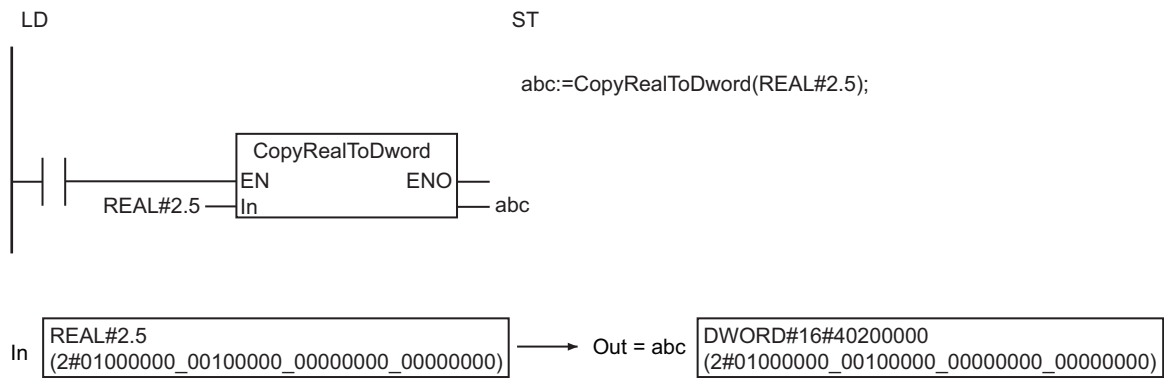 LD
ST
abc:=CopyRealToDword(REAL#2.5);
CopyRealToDword
EN ENO
REAL#2.5 In abc
In REAL#2.5
(2#01000000_00100000_00000000_00000000)
Out = abc DWORD#16#40200000
(2#01000000_00100000_00000000_00000000)